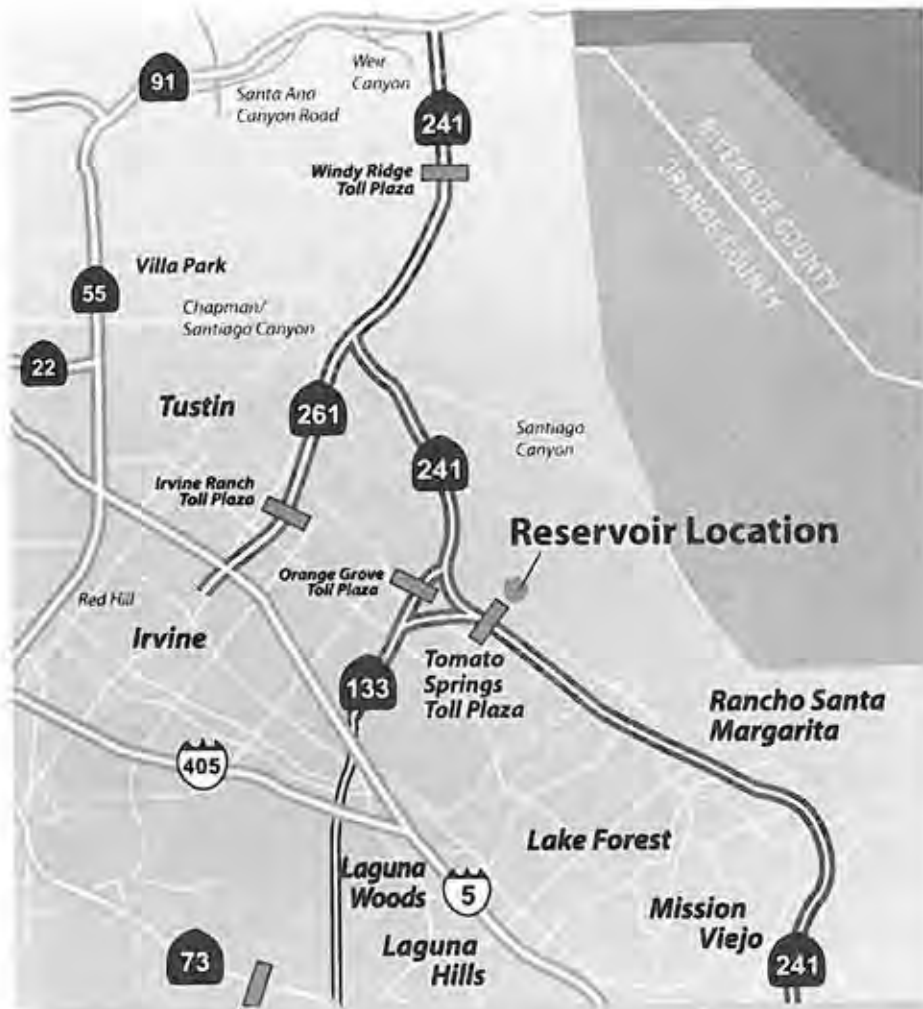 91
Santa Ana
Canyon Road
Weir
Canyon
241
Windy Ridge
Toll Plaza
RIVERSIDE COUNTY
ORANGE COUNTY
Villa Park
55
Chapman/
Santiago Canyon
22
Tustin
261
241
Santiago
Canyon
Irvine Ranch
Toll Plaza
Reservoir Location
Orange Grove
Toll Plaza
Red Hill
Irvine
133
Tomato
Springs
Toll Plaza
Rancho Santa
Margarita
405
Lake Forest
Laguna
Woods
5
Mission
Viejo
241
73
Laguna
Hills